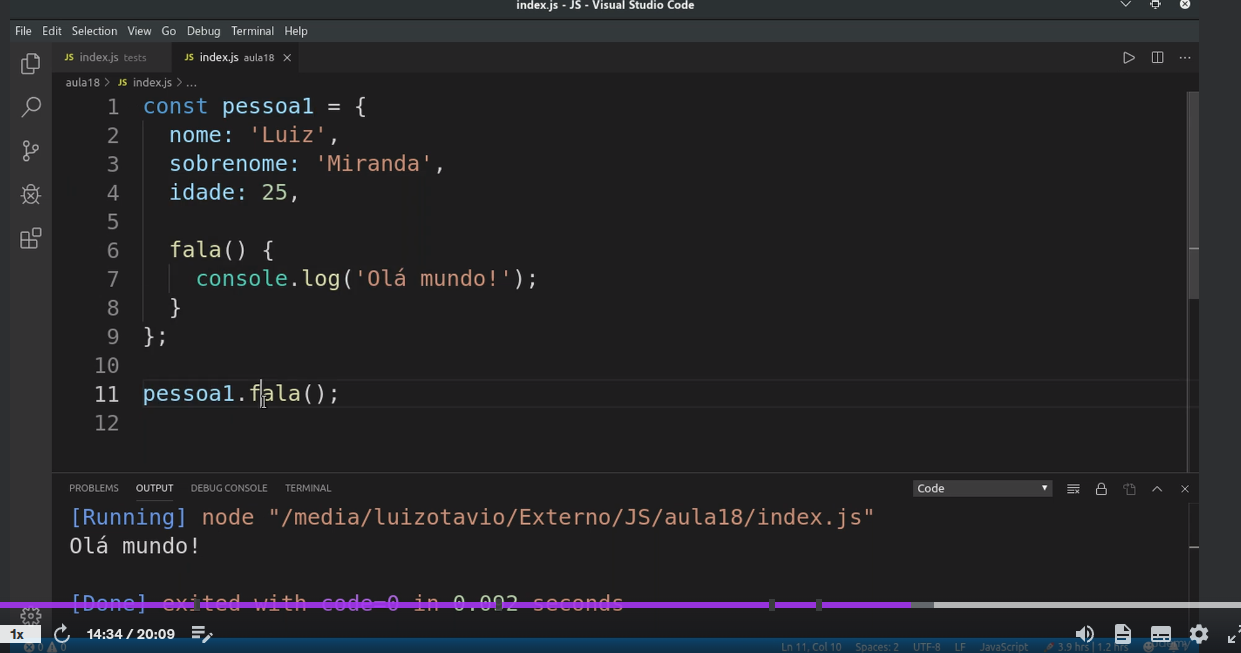 index.js - JS - Visual Studio Code
File Edit Selection View Go Debug Terminal Help
JS index.js tests JS index.js aula18
aula18 > JS index.js > ...
1 const pessoa1 = {
2 nome: 'Luiz',
3 sobrenome: 'Miranda',
4 idade: 25,
5
6 fala() {
7 console.log('Olá mundo!');
8 }
9 };
10
11 pessoa1.fala();
12
PROBLEMS OUTPUT DEBUG CONSOLE TERMINAL Code
[Running] node "/media/luizotavio/Externo/JS/aula18/index.js"
Olá mundo!
[Done] exited with code=0 in 0.092 seconds
1x 14:34 / 20:09
0 0 Ln 11, Col 10 Spaces: 2 UTF-8 LF JavaScript 3.9 hrs | 1.2 hrs